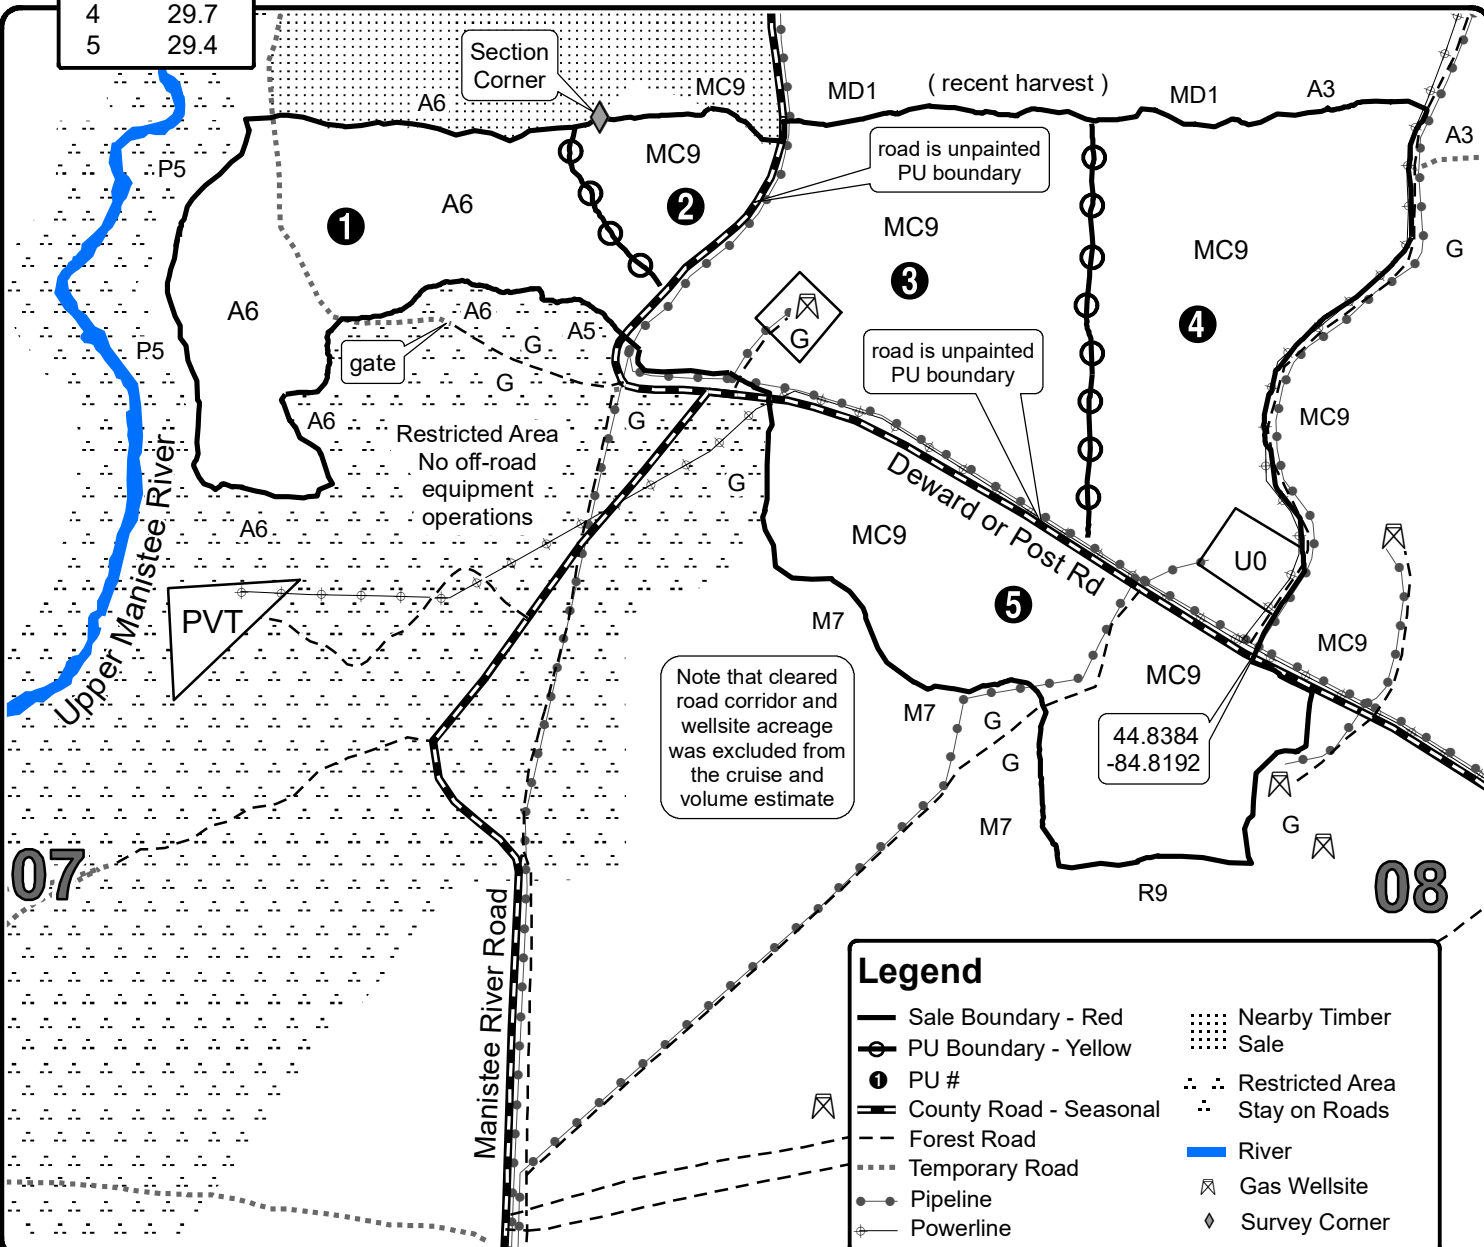 4 29.7
5 29.4
Section
Corner
A6
MC9
MD1
( recent harvest )
MD1
A3
A3
P5
MC9
road is unpainted
PU boundary
1
A6
2
MC9
3
MC9
G
A6
A6
A5
G
G
G
4
P5
gate
road is unpainted
PU boundary
A6
G
MC9
Restricted Area
No off-road
equipment
operations
G
Deward or Post Rd
A6
MC9
U0
Upper Manistee River
PVT
5
M7
MC9
MC9
Note that cleared
road corridor and
wellsite acreage
was excluded from
the cruise and
volume estimate
M7
G
G
44.8384
-84.8192
M7
G
07
08
R9
Manistee River Road
Legend
Sale Boundary - Red
PU Boundary - Yellow
1 PU #
County Road - Seasonal
Forest Road
Temporary Road
Pipeline
Powerline
Nearby Timber
Sale
Restricted Area
Stay on Roads
River
Gas Wellsite
Survey Corner